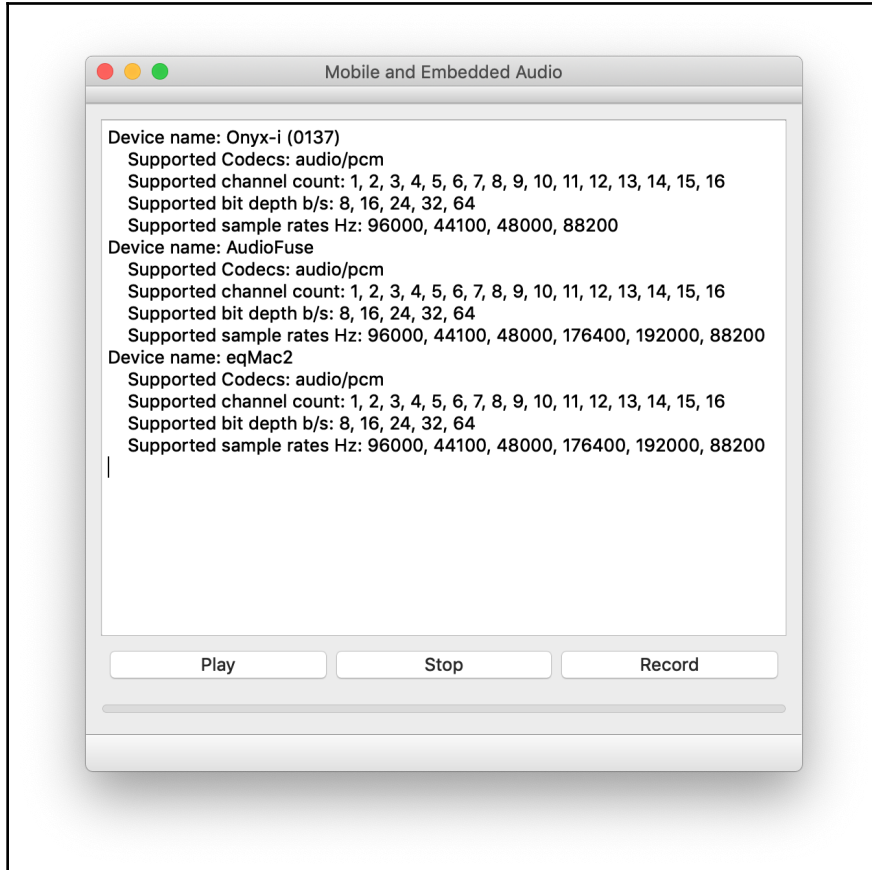 Mobile and Embedded Audio
Device name: Onyx-i (0137)
Supported Codecs: audio/pcm
Supported channel count: 1, 2, 3, 4, 5, 6, 7, 8, 9, 10, 11, 12, 13, 14, 15, 16
Supported bit depth b/s: 8, 16, 24, 32, 64
Supported sample rates Hz: 96000, 44100, 48000, 88200
Device name: AudioFuse
Supported Codecs: audio/pcm
Supported channel count: 1, 2, 3, 4, 5, 6, 7, 8, 9, 10, 11, 12, 13, 14, 15, 16
Supported bit depth b/s: 8, 16, 24, 32, 64
Supported sample rates Hz: 96000, 44100, 48000, 176400, 192000, 88200
Device name: eqMac2
Supported Codecs: audio/pcm
Supported channel count: 1, 2, 3, 4, 5, 6, 7, 8, 9, 10, 11, 12, 13, 14, 15, 16
Supported bit depth b/s: 8, 16, 24, 32, 64
Supported sample rates Hz: 96000, 44100, 48000, 176400, 192000, 88200
Play Stop Record